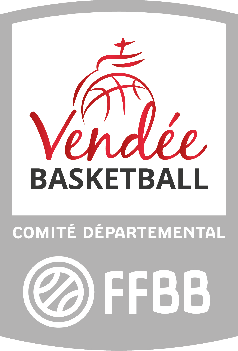 Vendée
BASKETBALL
COMITÉ DÉPARTEMENTAL
FFBB